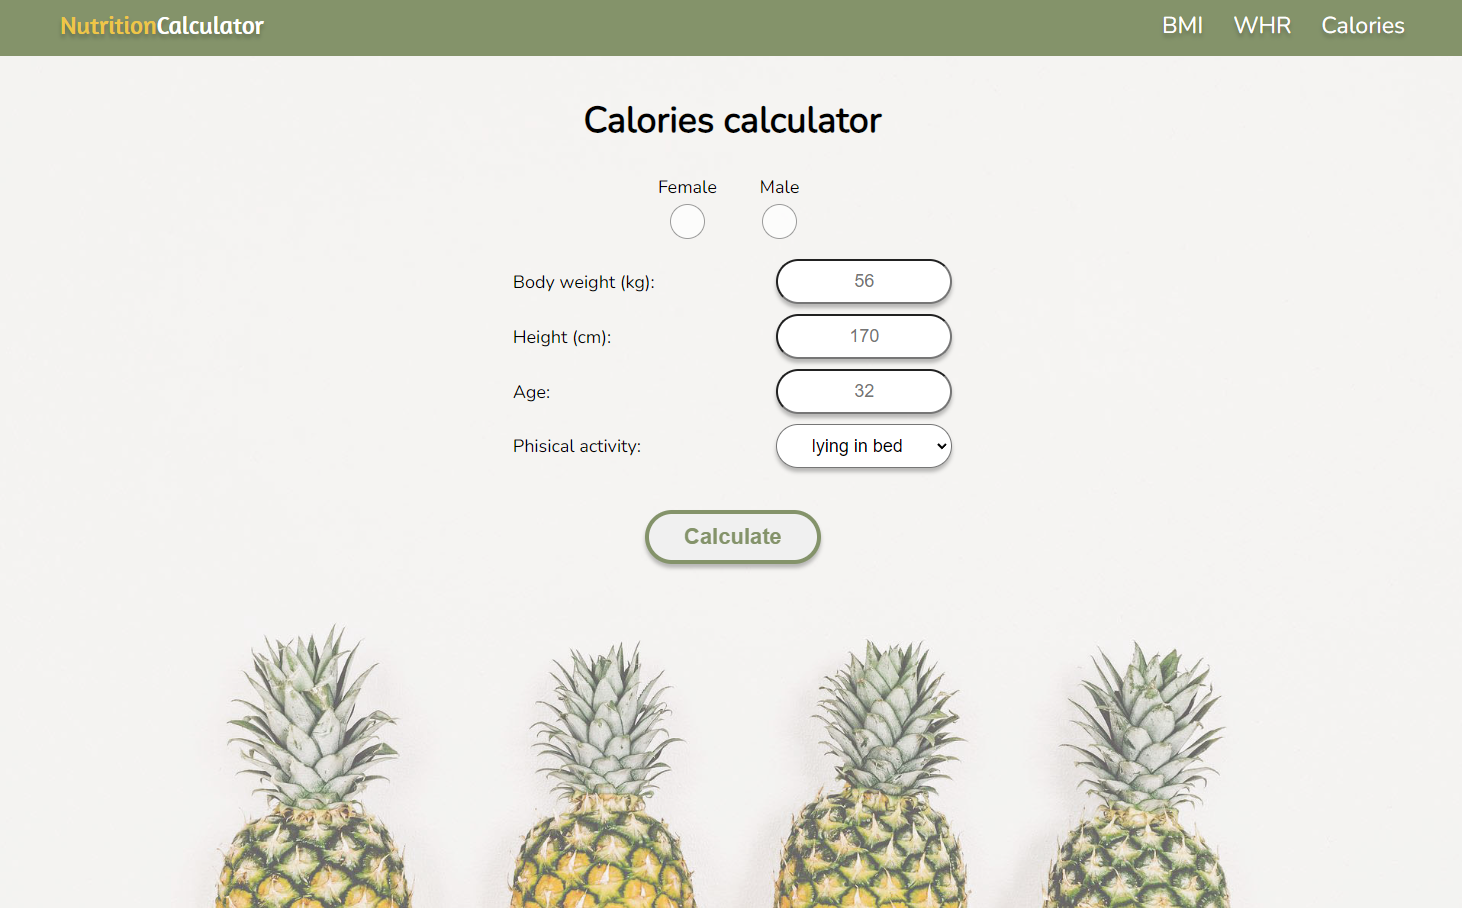 NutritionCalculator
BMI WHR Calories
Calories calculator
Female Male
Body weight (kg): 56
Height (cm): 170
Age: 32
Phisical activity: lying in bed
Calculate